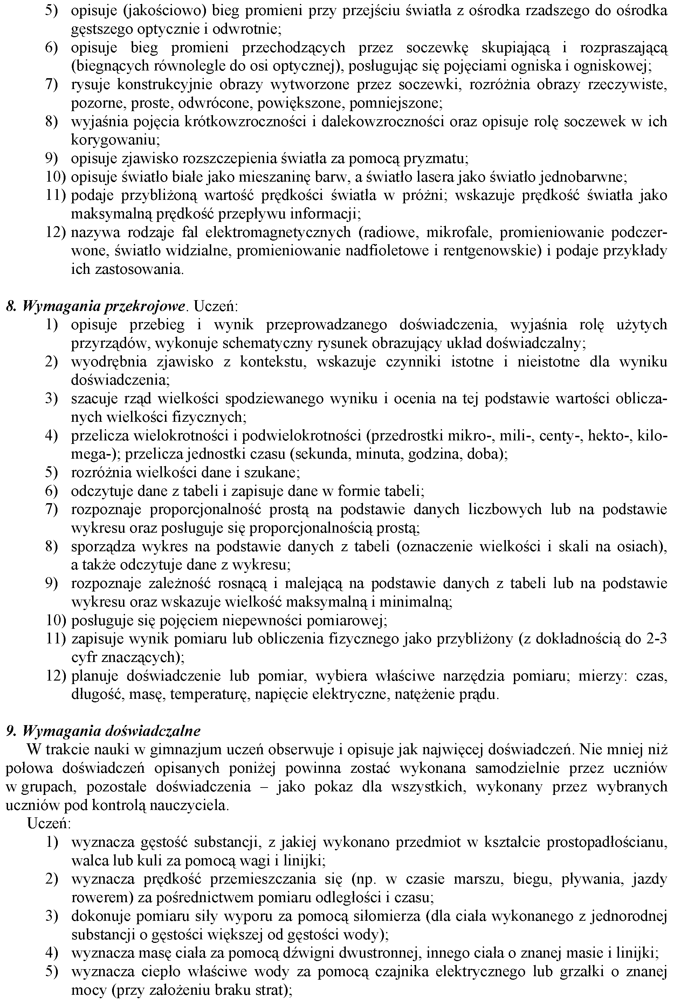 5) opisuje (jakościowo) bieg promieni przy przejściu światła z ośrodka rzadszego do ośrodka
gęstszego optycznie i odwrotnie;
6) opisuje bieg promieni przechodzących przez soczewkę skupiającą i rozpraszającą
(biegnących równolegle do osi optycznej), posługując się pojęciami ogniska i ogniskowej;
7) rysuje konstrukcyjnie obrazy wytworzone przez soczewki, rozróżnia obrazy rzeczywiste,
pozorne, proste, odwrócone, powiększone, pomniejszone;
8) wyjaśnia pojęcia krótkowzroczności i dalekowzroczności oraz opisuje rolę soczewek w ich
korygowaniu;
9) opisuje zjawisko rozszczepienia światła za pomocą pryzmatu;
10) opisuje światło białe jako mieszaninę barw, a światło lasera jako światło jednobarwne;
11) podaje przybliżoną wartość prędkości światła w próżni; wskazuje prędkość światła jako
maksymalną prędkość przepływu informacji;
12) nazywa rodzaje fal elektromagnetycznych (radiowe, mikrofale, promieniowanie podczer-
wone, światło widzialne, promieniowanie nadfioletowe i rentgenowskie) i podaje przykłady
ich zastosowania.
8. Wymagania przekrojowe. Uczeń:
1) opisuje przebieg i wynik przeprowadzanego doświadczenia, wyjaśnia rolę użytych
przyrządów, wykonuje schematyczny rysunek obrazujący układ doświadczalny;
2) wyodrębnia zjawisko z kontekstu, wskazuje czynniki istotne i nieistotne dla wyniku
doświadczenia;
3) szacuje rząd wielkości spodziewanego wyniku i ocenia na tej podstawie wartości oblicza-
nych wielkości fizycznych;
4) przelicza wielokrotności i podwielokrotności (przedrostki mikro-, mili-, centy-, hekto-, kilo-
mega-); przelicza jednostki czasu (sekunda, minuta, godzina, doba);
5) rozróżnia wielkości dane i szukane;
6) odczytuje dane z tabeli i zapisuje dane w formie tabeli;
7) rozpoznaje proporcjonalność prostą na podstawie danych liczbowych lub na podstawie
wykresu oraz posługuje się proporcjonalnością prostą;
8) sporządza wykres na podstawie danych z tabeli (oznaczenie wielkości i skali na osiach),
a także odczytuje dane z wykresu;
9) rozpoznaje zależność rosnącą i malejącą na podstawie danych z tabeli lub na podstawie
wykresu oraz wskazuje wielkość maksymalną i minimalną;
10) posługuje się pojęciem niepewności pomiarowej;
11) zapisuje wynik pomiaru lub obliczenia fizycznego jako przybliżony (z dokładnością do 2-3
cyfr znaczących);
12) planuje doświadczenie lub pomiar, wybiera właściwe narzędzia pomiaru; mierzy: czas,
długość, masę, temperaturę, napięcie elektryczne, natężenie prądu.
9. Wymagania doświadczalne
W trakcie nauki w gimnazjum uczeń obserwuje i opisuje jak najwięcej doświadczeń. Nie mniej niż
połowa doświadczeń opisanych poniżej powinna zostać wykonana samodzielnie przez uczniów
w grupach, pozostałe doświadczenia – jako pokaz dla wszystkich, wykonany przez wybranych
uczniów pod kontrolą nauczyciela.
Uczeń:
1) wyznacza gęstość substancji, z jakiej wykonano przedmiot w kształcie prostopadłościanu,
walca lub kuli za pomocą wagi i linijki;
2) wyznacza prędkość przemieszczania się (np. w czasie marszu, biegu, pływania, jazdy
rowerem) za pośrednictwem pomiaru odległości i czasu;
3) dokonuje pomiaru siły wyporu za pomocą siłomierza (dla ciała wykonanego z jednorodnej
substancji o gęstości większej od gęstości wody);
4) wyznacza masę ciała za pomocą dźwigni dwustronnej, innego ciała o znanej masie i linijki;
5) wyznacza ciepło właściwe wody za pomocą czajnika elektrycznego lub grzałki o znanej
mocy (przy założeniu braku strat);